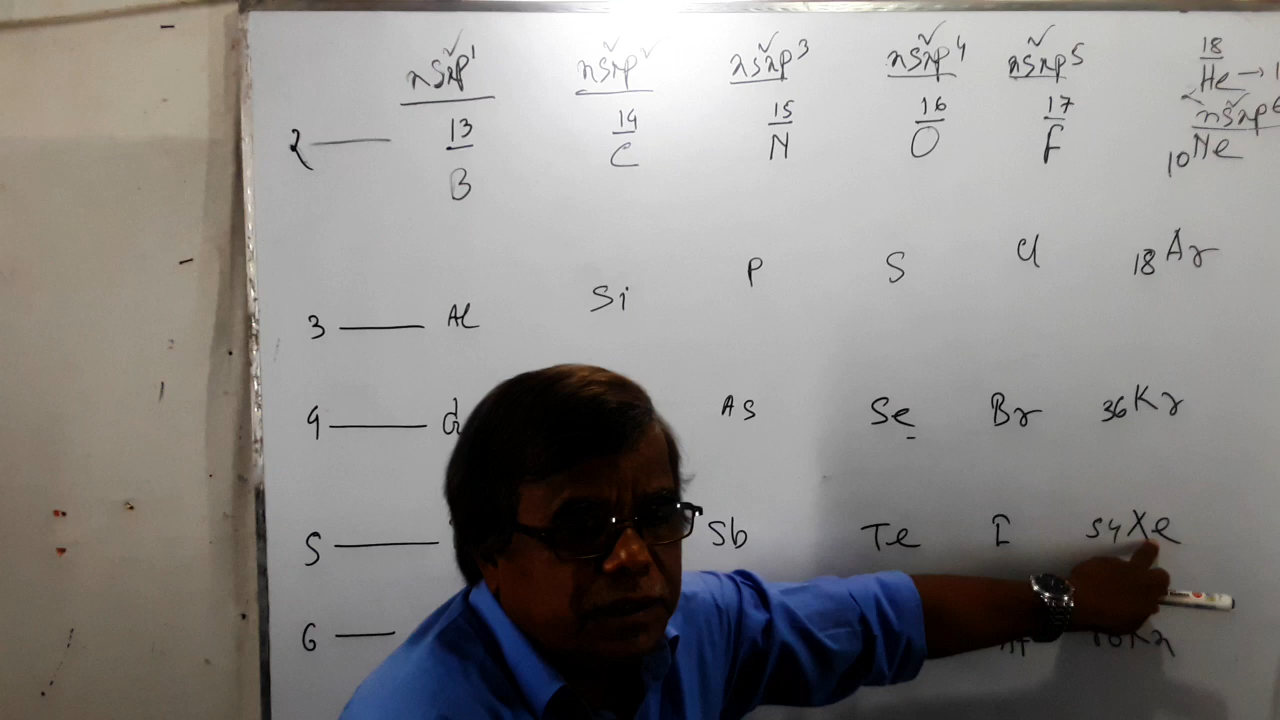 ns²np¹ ns²np² ns²np³ ns²np⁴ ns²np⁵ 18
He → 1
13 14 15 16 17 ns²np⁶
2 — B C N O F 10Ne
3 — Al Si P S Cl 18Ar
4 — As Se Br 36Kr
5 — Sb Te I 54Xe
6 —